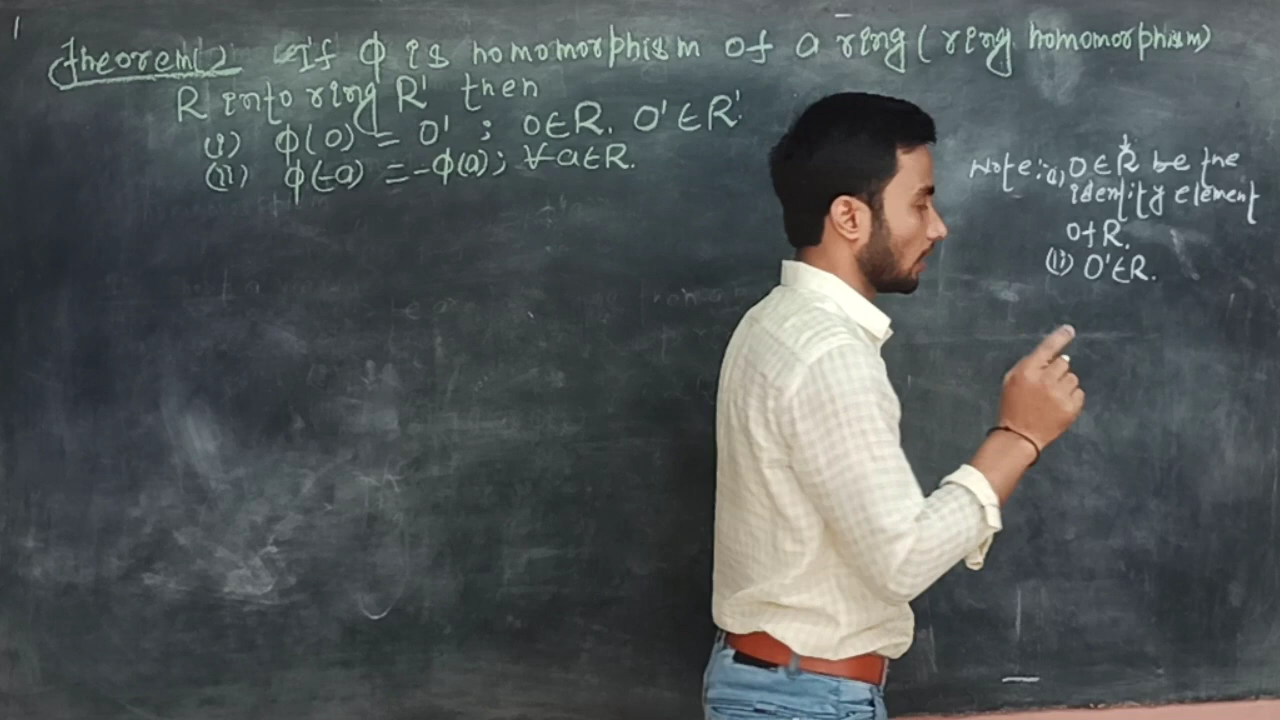 Theorem(2) If φ is homomorphism of a ring (ring homomorphism)
R into ring R' then
(i) φ(0) = 0' ; 0∈R, 0'∈R'.
(ii) φ(-a) = -φ(a); ∀ a∈R.
Note:- (i) 0∈R be the
identity element
of R.
(ii) 0'∈R.